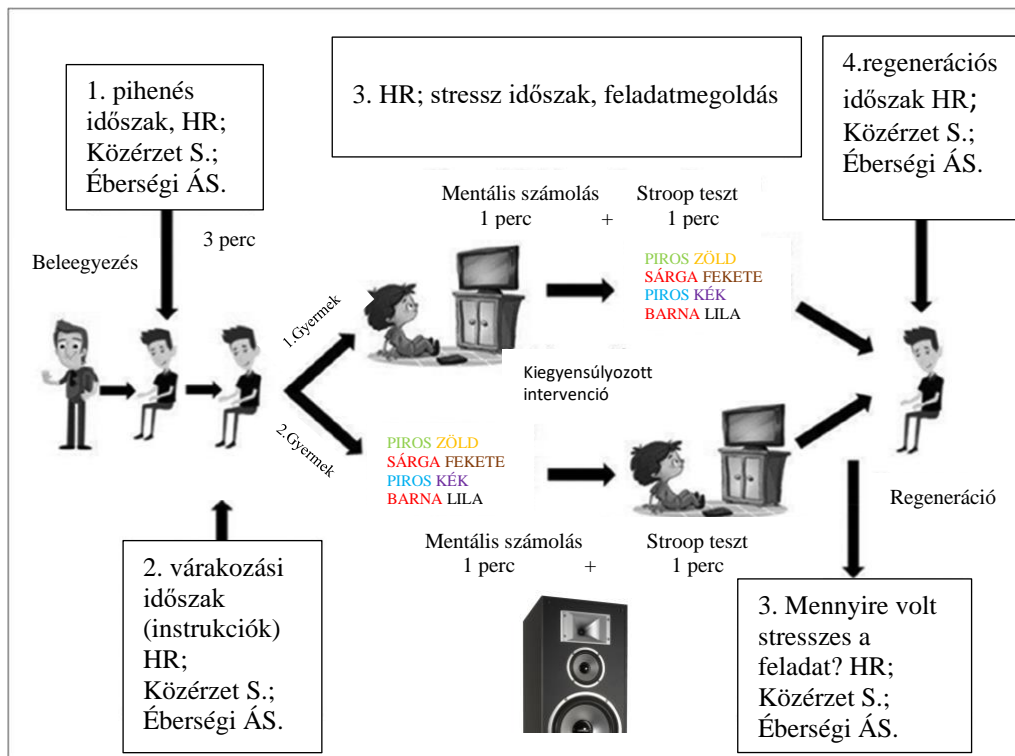 1. pihenés
időszak, HR;
Közérzet S.;
Éberségi ÁS.
3. HR; stressz időszak, feladatmegoldás
4.regenerációs
időszak HR;
Közérzet S.;
Éberségi ÁS.
3 perc
Beleegyezés
Mentális számolás
1 perc
+
Stroop teszt
1 perc
1.Gyermek
PIROS ZÖLD
SÁRGA FEKETE
PIROS KÉK
BARNA LILA
Kiegyensúlyozott
intervenció
2.Gyermek
PIROS ZÖLD
SÁRGA FEKETE
PIROS KÉK
BARNA LILA
Regeneráció
Mentális számolás
1 perc
+
Stroop teszt
1 perc
2. várakozási
időszak
(instrukciók)
HR;
Közérzet S.;
Éberségi ÁS.
3. Mennyire volt
stresszes a
feladat? HR;
Közérzet S.;
Éberségi ÁS.